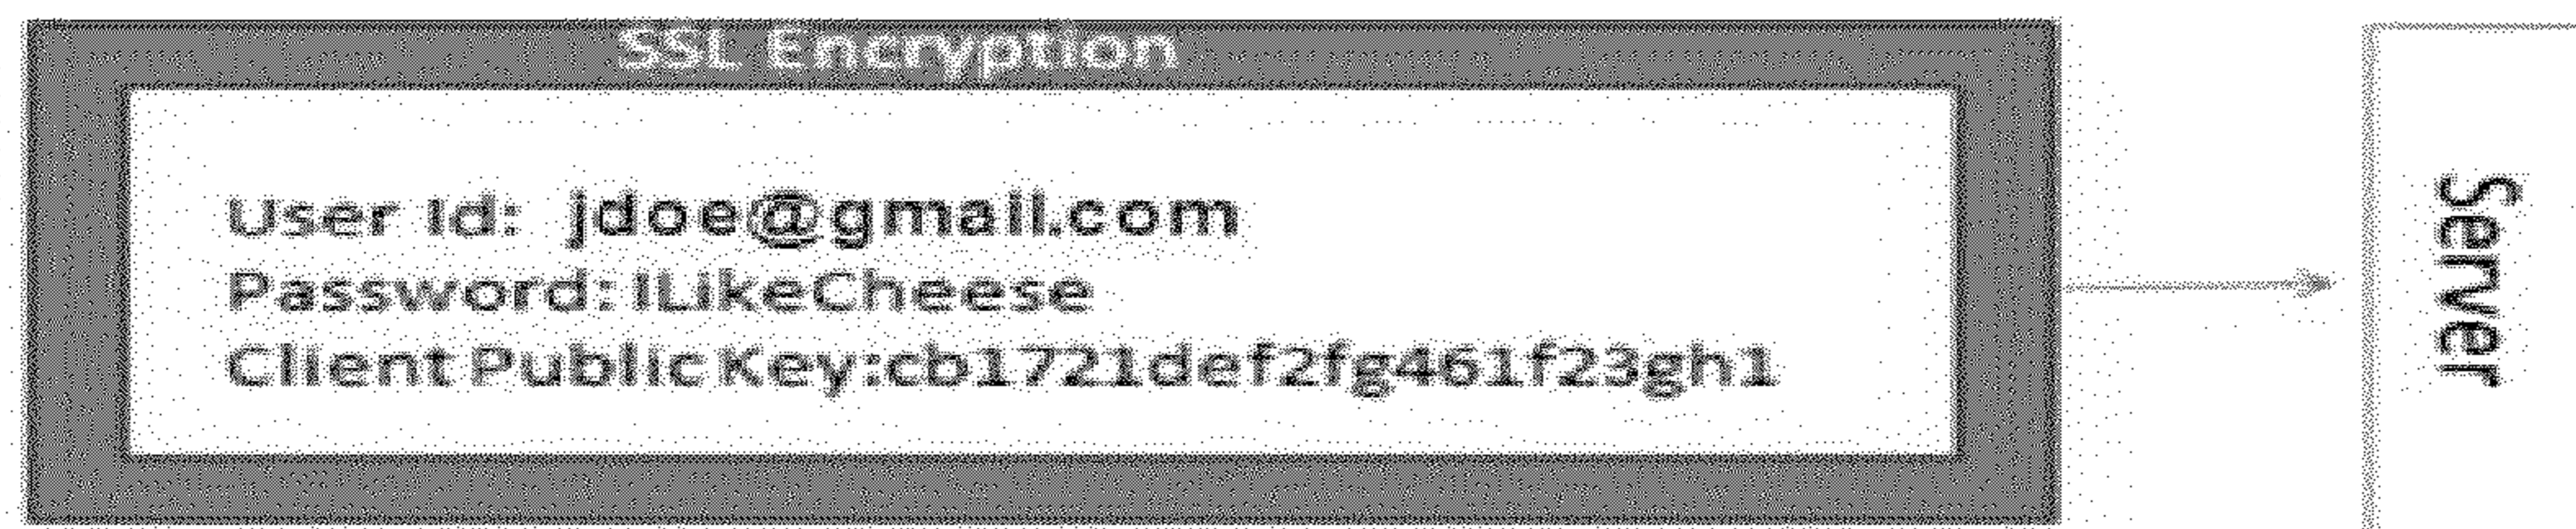 SSL Encryption
User Id: jdoe@gmail.com
Password: ILikeCheese
Client Public Key:cb1721def2fg461f23gh1
Server